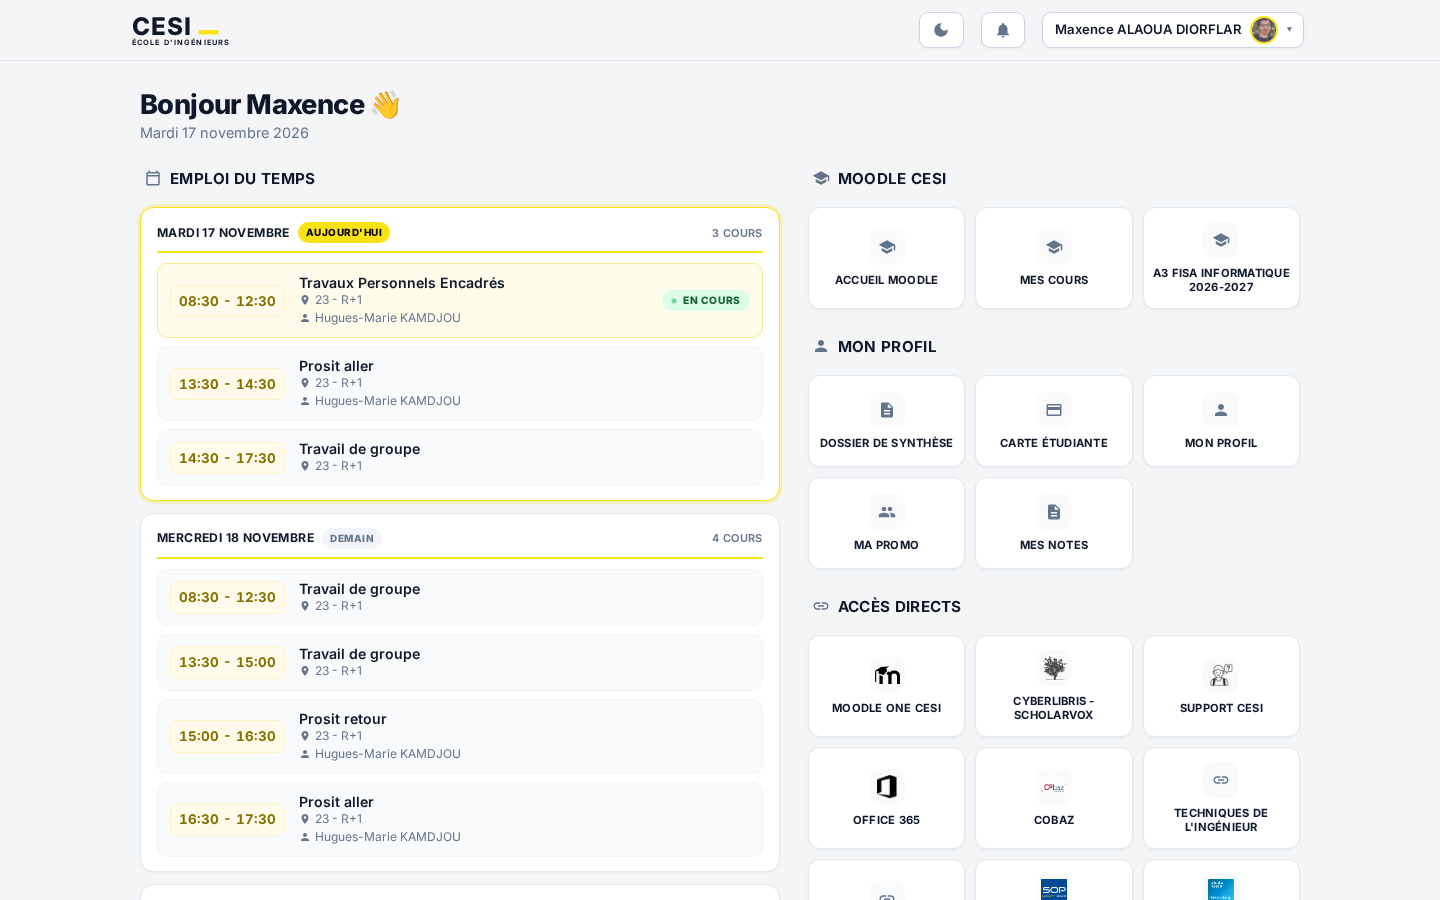 CESI
ÉCOLE D'INGÉNIEURS
Maxence ALAOUA DIORFLAR
Bonjour Maxence 👋
Mardi 17 novembre 2026
EMPLOI DU TEMPS
MARDI 17 NOVEMBRE AUJOURD'HUI 3 COURS
08:30 - 12:30
Travaux Personnels Encadrés
23 - R+1
Hugues-Marie KAMDJOU
EN COURS
13:30 - 14:30
Prosit aller
23 - R+1
Hugues-Marie KAMDJOU
14:30 - 17:30
Travail de groupe
23 - R+1
MERCREDI 18 NOVEMBRE DEMAIN 4 COURS
08:30 - 12:30
Travail de groupe
23 - R+1
13:30 - 15:00
Travail de groupe
23 - R+1
15:00 - 16:30
Prosit retour
23 - R+1
Hugues-Marie KAMDJOU
16:30 - 17:30
Prosit aller
23 - R+1
Hugues-Marie KAMDJOU
MOODLE CESI
ACCUEIL MOODLE
MES COURS
A3 FISA INFORMATIQUE
2026-2027
MON PROFIL
DOSSIER DE SYNTHÈSE
CARTE ÉTUDIANTE
MON PROFIL
MA PROMO
MES NOTES
ACCÈS DIRECTS
MOODLE ONE CESI
CYBERLIBRIS -
SCHOLARVOX
SUPPORT CESI
OFFICE 365
Cobaz
COBAZ
TECHNIQUES DE
L'INGÉNIEUR
SOP